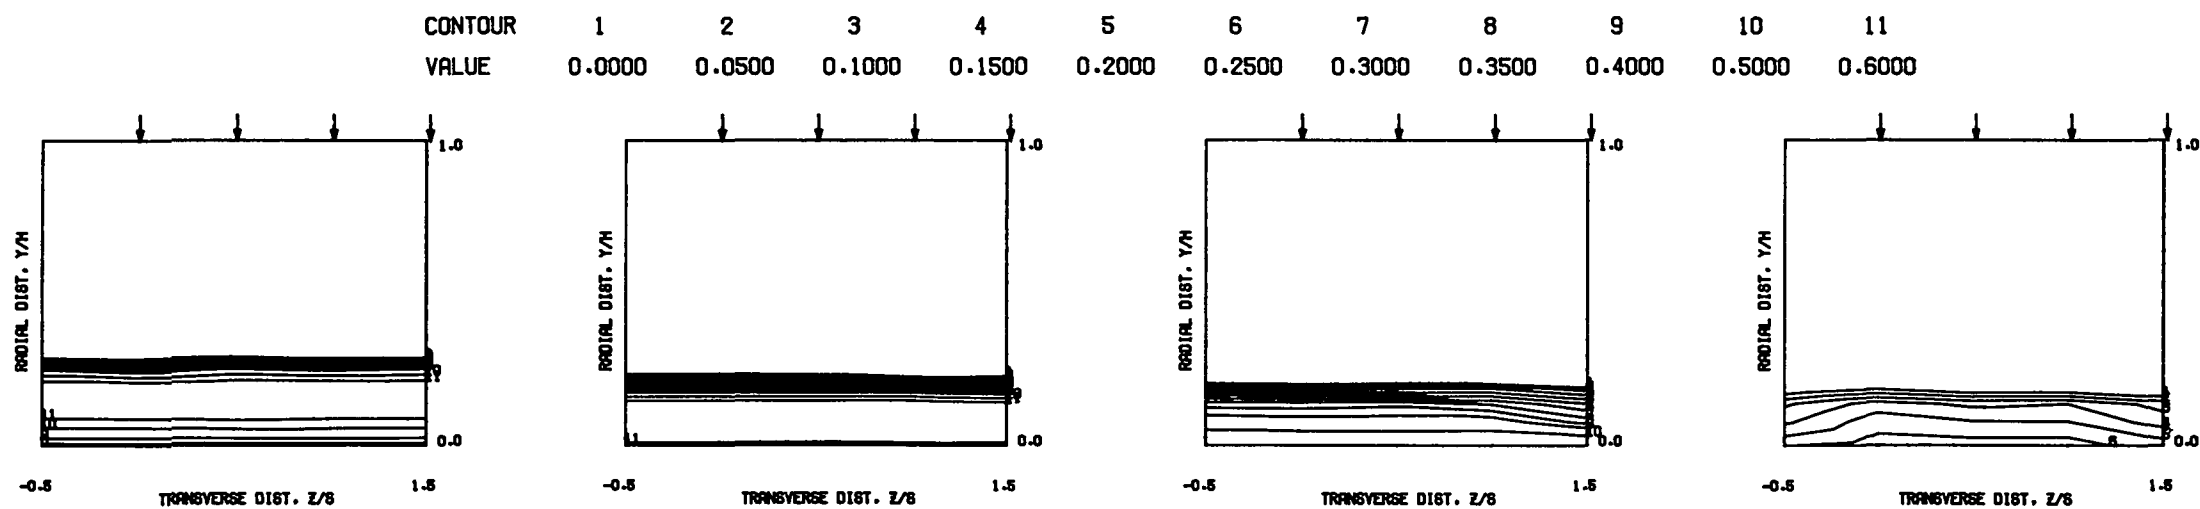 CONTOUR 1 2 3 4 5 6 7 8 9 10 11
VALUE 0.0000 0.0500 0.1000 0.1500 0.2000 0.2500 0.3000 0.3500 0.4000 0.5000 0.6000
1.0
RADIAL DIST. Y/H
0.0
-0.5
1.5
TRANSVERSE DIST. Z/S
1.0
RADIAL DIST. Y/H
11
0.0
-0.5
1.5
TRANSVERSE DIST. Z/S
1.0
RADIAL DIST. Y/H
0.0
-0.5
1.5
TRANSVERSE DIST. Z/S
1.0
RADIAL DIST. Y/H
0.0
-0.5
1.5
TRANSVERSE DIST. Z/S